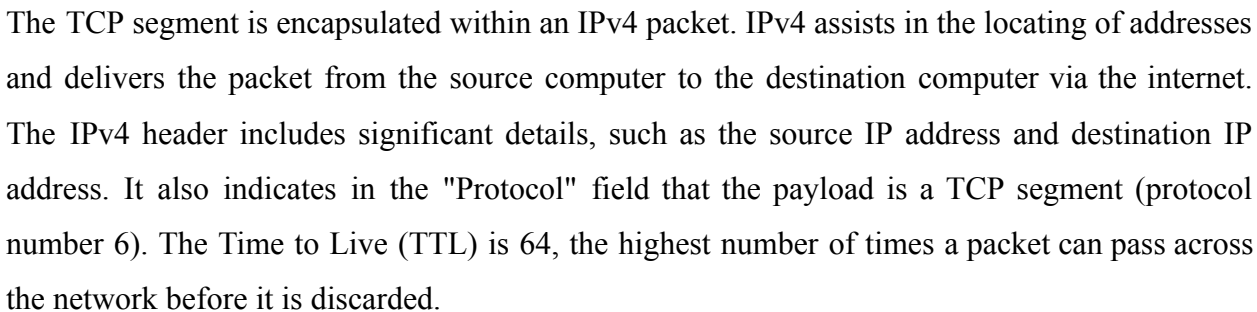 The TCP segment is encapsulated within an IPv4 packet. IPv4 assists in the locating of addresses
and delivers the packet from the source computer to the destination computer via the internet.
The IPv4 header includes significant details, such as the source IP address and destination IP
address. It also indicates in the "Protocol" field that the payload is a TCP segment (protocol
number 6). The Time to Live (TTL) is 64, the highest number of times a packet can pass across
the network before it is discarded.